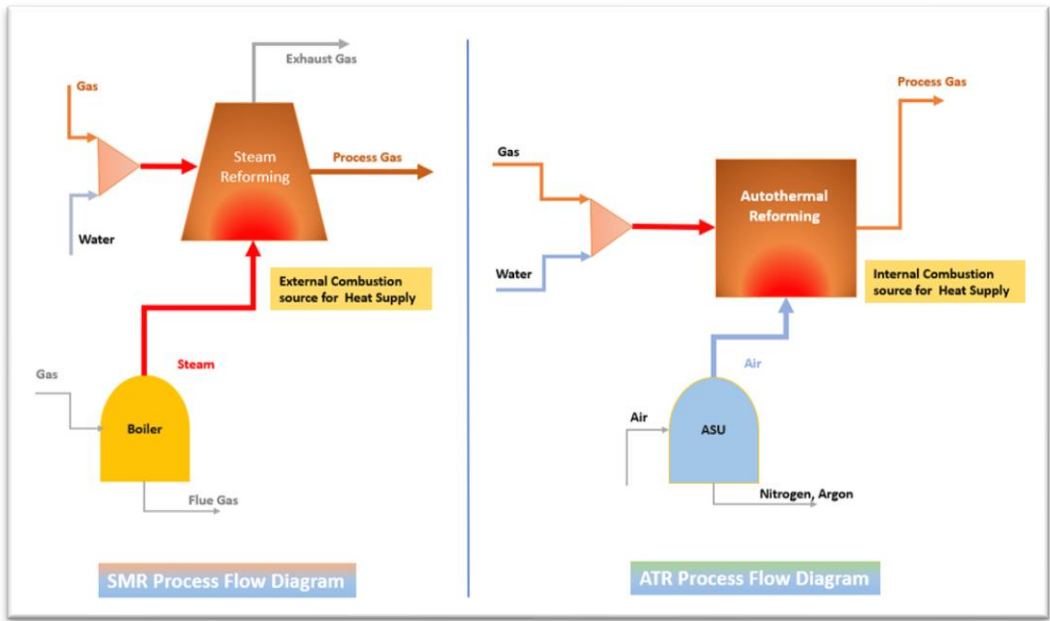 Exhaust Gas
Gas
Steam
Reforming
Process Gas
Water
External Combustion
source for Heat Supply
Steam
Gas
Boiler
Flue Gas
SMR Process Flow Diagram
Process Gas
Gas
Autothermal
Reforming
Water
Internal Combustion
source for Heat Supply
Air
Air
ASU
Nitrogen, Argon
ATR Process Flow Diagram